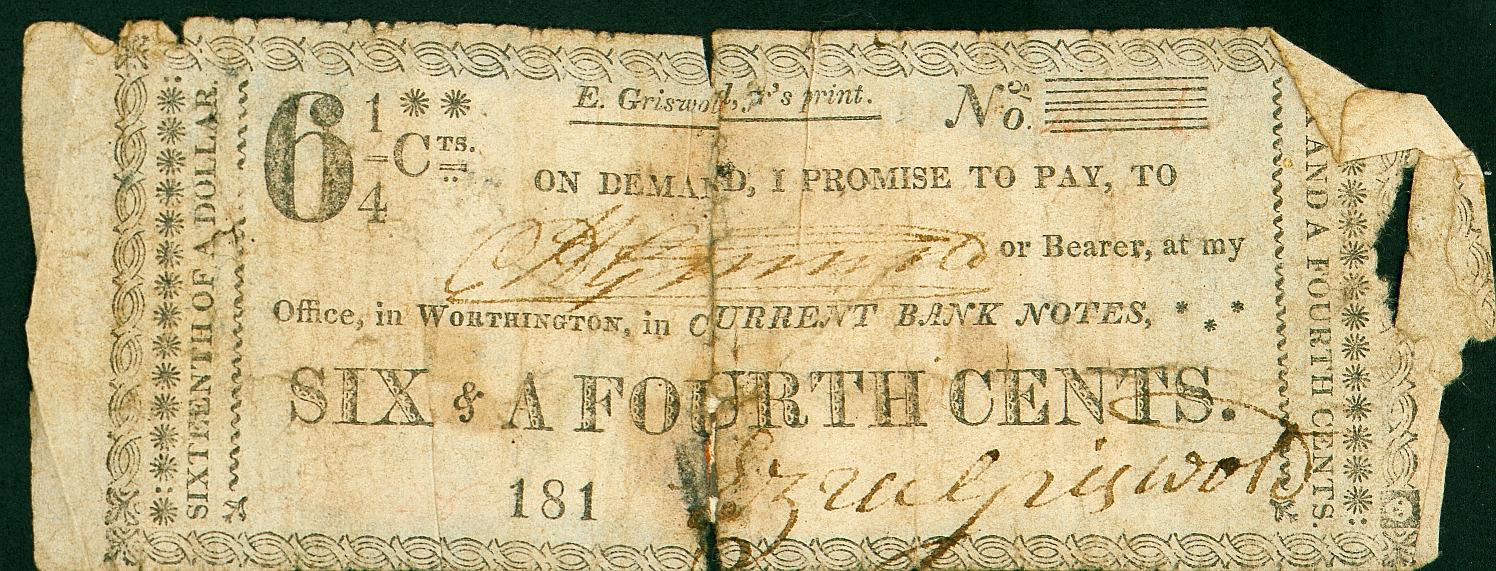 SIXTEENTH OF A DOLLAR.
6 1/4 CTS.
E. Griswold, Jr's print.
No.
ON DEMAND, I PROMISE TO PAY, TO
Griswold or Bearer, at my
Office, in WORTHINGTON, in CURRENT BANK NOTES,
SIX & A FOURTH CENTS.
181
Ezra Griswold
X AND A FOURTH CENTS.